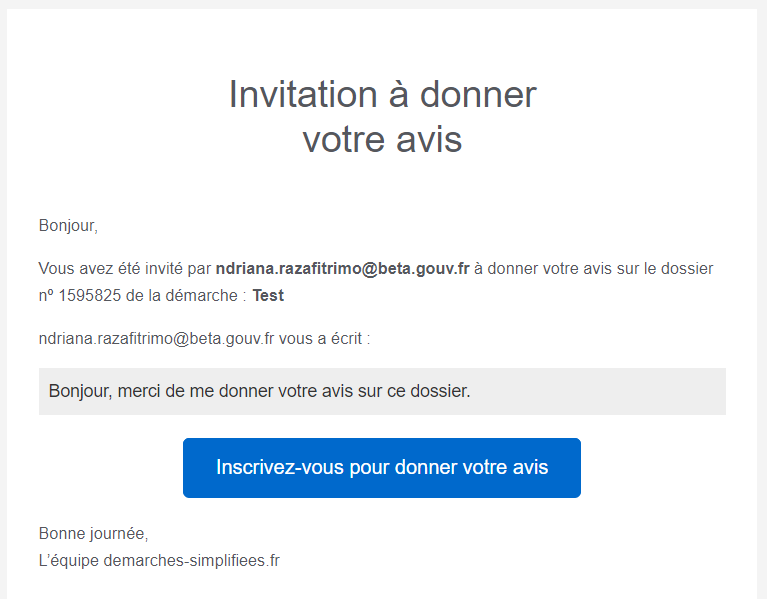 Invitation à donner
votre avis
Bonjour,
Vous avez été invité par ndriana.razafitrimo@beta.gouv.fr à donner votre avis sur le dossier
nº 1595825 de la démarche : Test
ndriana.razafitrimo@beta.gouv.fr vous a écrit :
Bonjour, merci de me donner votre avis sur ce dossier.
Inscrivez-vous pour donner votre avis
Bonne journée,
L'équipe demarches-simplifiees.fr